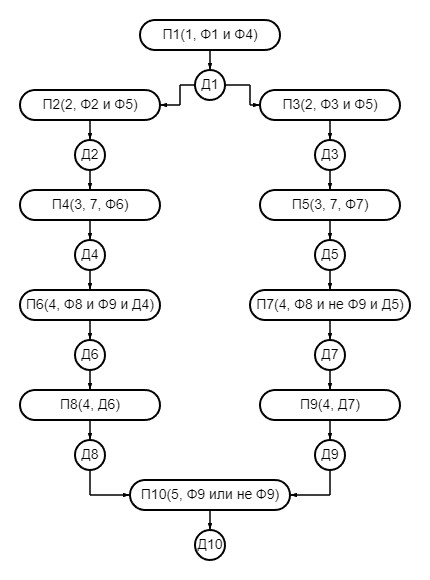 П1(1, Ф1 и Ф4)
Д1
П2(2, Ф2 и Ф5)
П3(2, Ф3 и Ф5)
Д2
Д3
П4(3, 7, Ф6)
П5(3, 7, Ф7)
Д4
Д5
П6(4, Ф8 и Ф9 и Д4)
П7(4, Ф8 и не Ф9 и Д5)
Д6
Д7
П8(4, Д6)
П9(4, Д7)
Д8
Д9
П10(5, Ф9 или не Ф9)
Д10